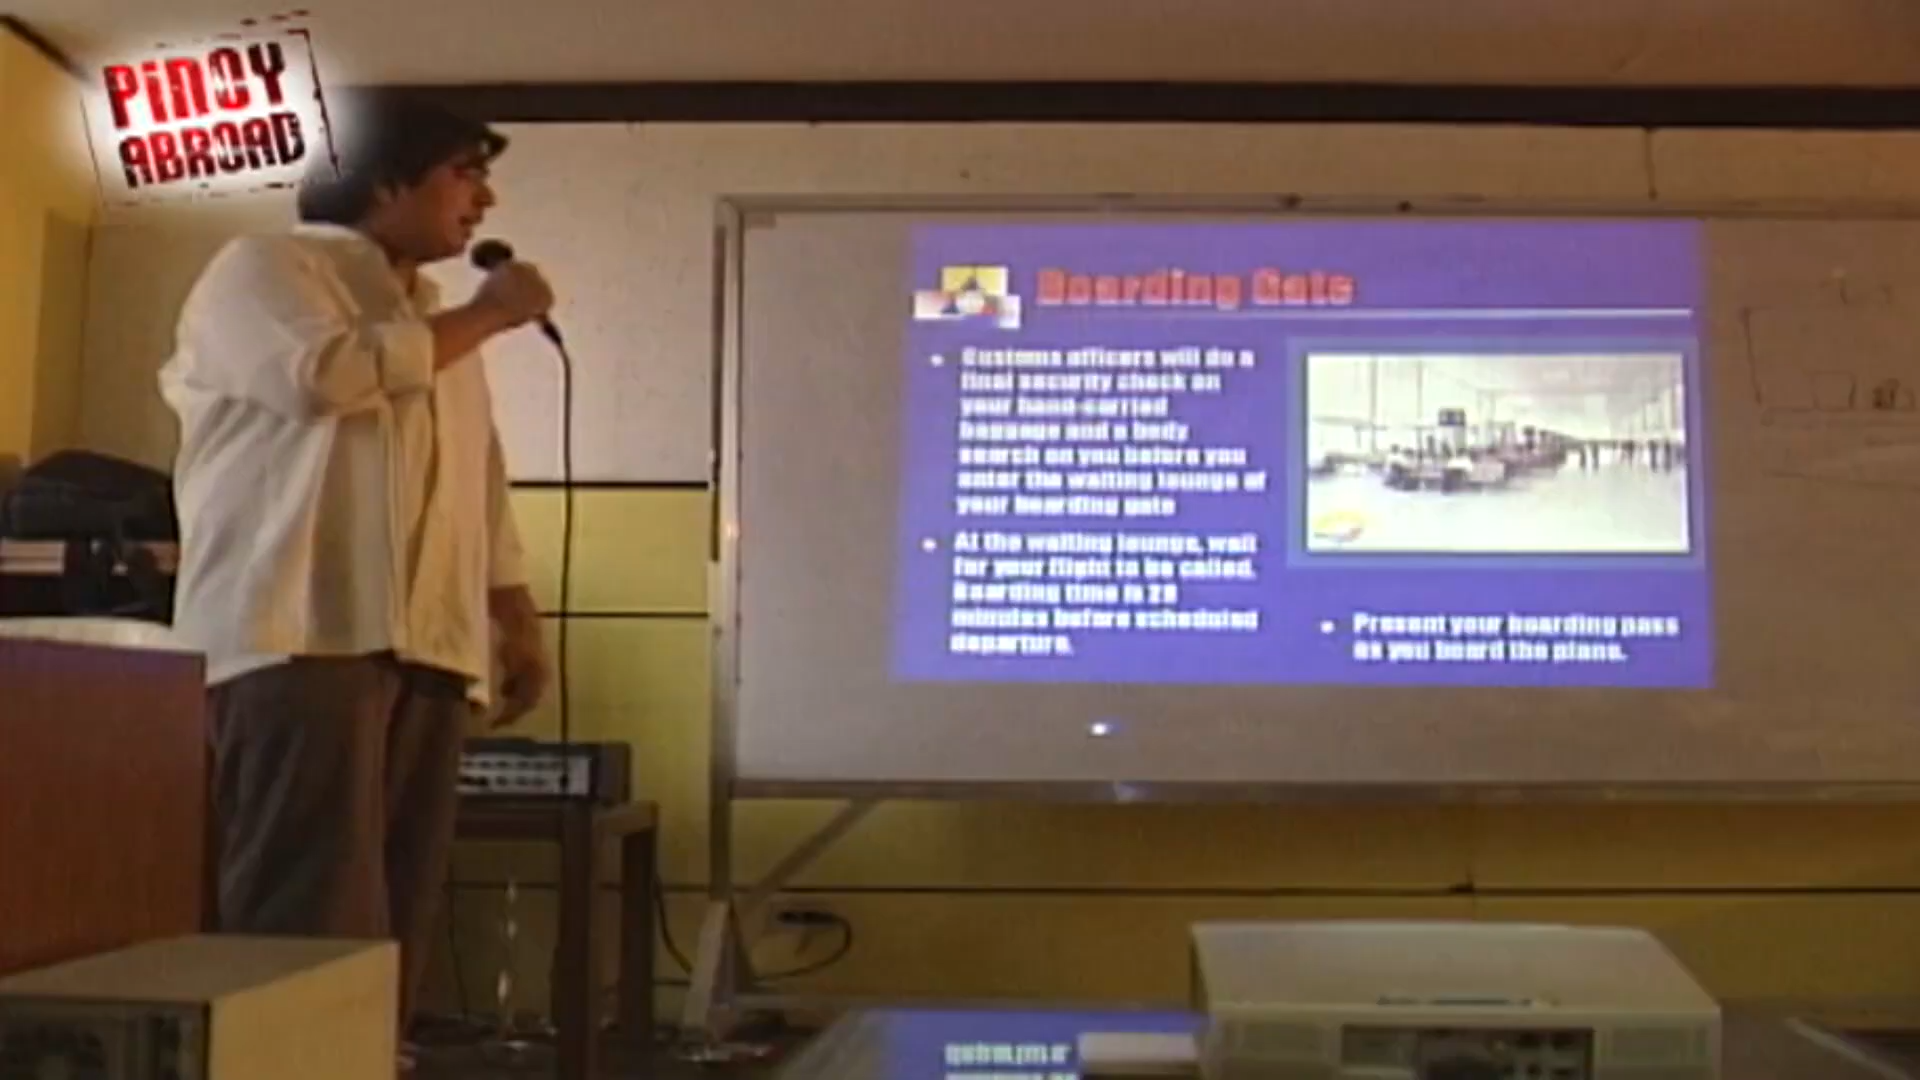 PINOY
ABROAD
Boarding Gate
• Customs officers will do a
final security check on
your hand-carried
baggage and a body
search on you before you
enter the waiting lounge of
your boarding gate
• At the waiting lounge, wait
for your flight to be called.
Boarding time is 20
minutes before scheduled
departure.
• Present your boarding pass
as you board the plane.